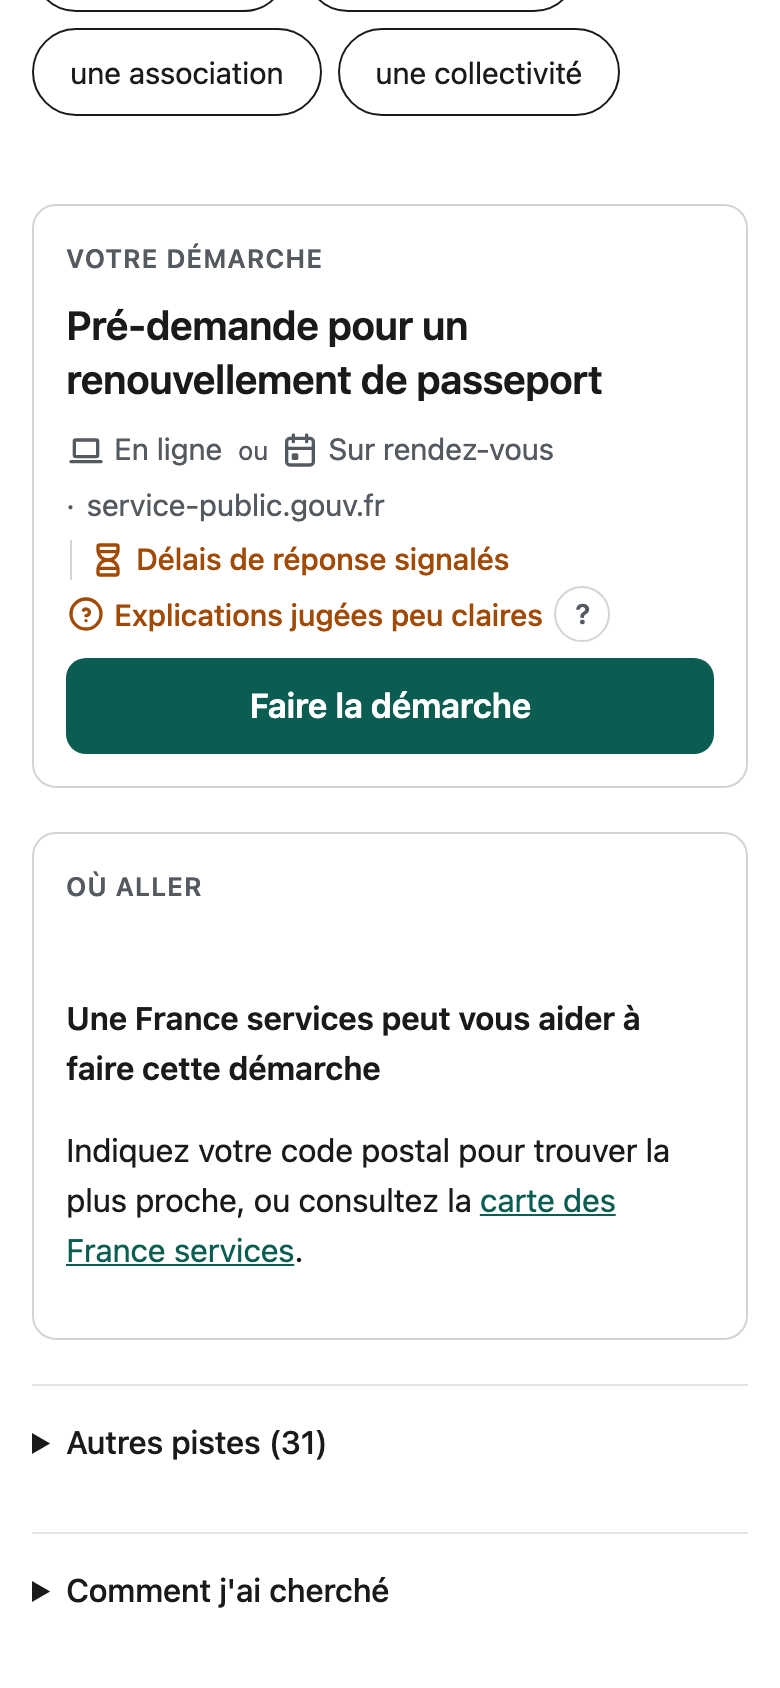 une association
une collectivité
VOTRE DÉMARCHE
Pré-demande pour un
renouvellement de passeport
En ligne ou Sur rendez-vous
· service-public.gouv.fr
Délais de réponse signalés
Explications jugées peu claires ?
Faire la démarche
OÙ ALLER
Une France services peut vous aider à
faire cette démarche
Indiquez votre code postal pour trouver la
plus proche, ou consultez la carte des
France services.
Autres pistes (31)
Comment j'ai cherché